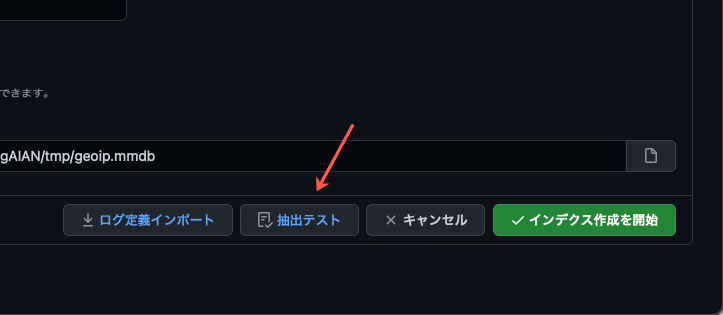 できます。
gAIAN/tmp/geoip.mmdb
ログ定義インポート
抽出テスト
キャンセル
インデクス作成を開始